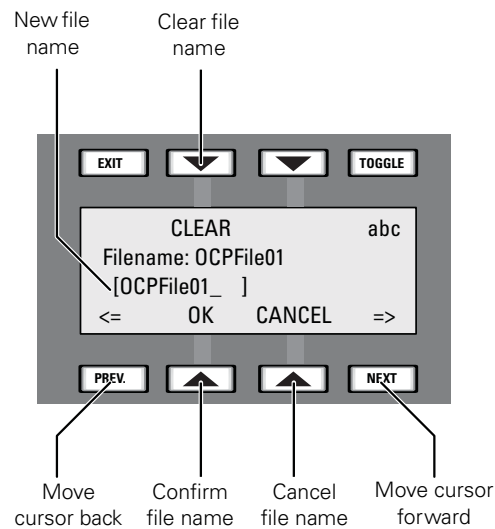 New file
name
Clear file
name
EXIT
TOGGLE
CLEAR abc
Filename: OCPFile01
[OCPFile01_ ]
<= OK CANCEL =>
PREV.
NEXT
Move
cursor back
Confirm
file name
Cancel
file name
Move cursor
forward